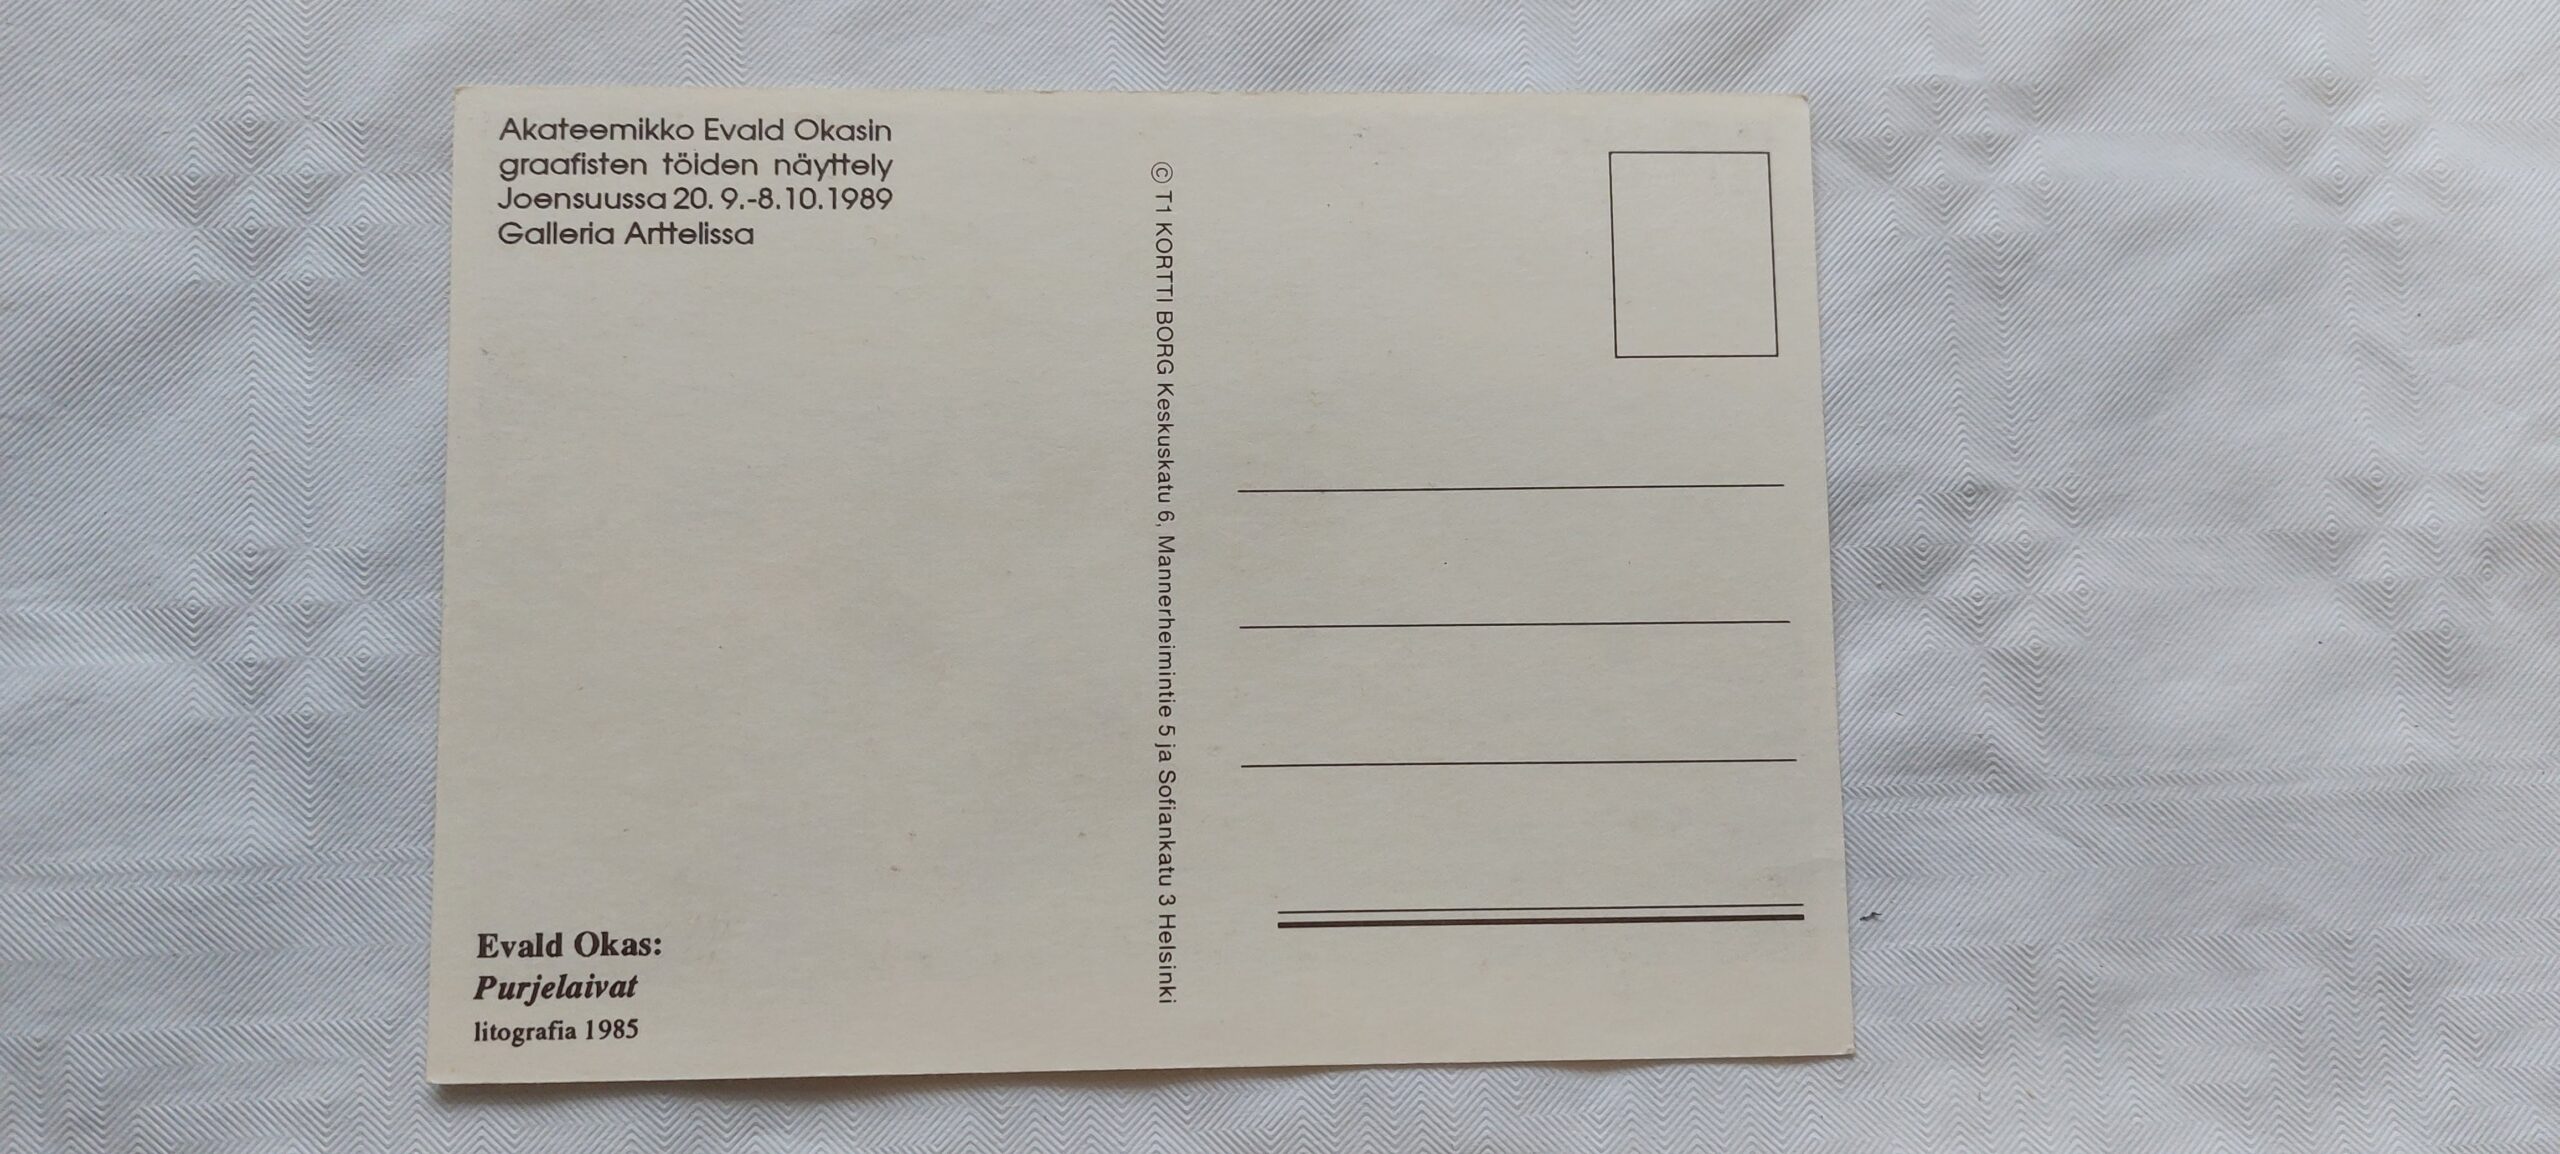 Akateemikko Evald Okasin
graafisten töiden näyttely
Joensuussa 20. 9.-8.10.1989
Galleria Arttelissa
Evald Okas:
Purjelaivat
litografia 1985
© T1 KORTTI BORG Keskuskatu 6, Mannerheimintie 5 ja Sofiankatu 3 Helsinki